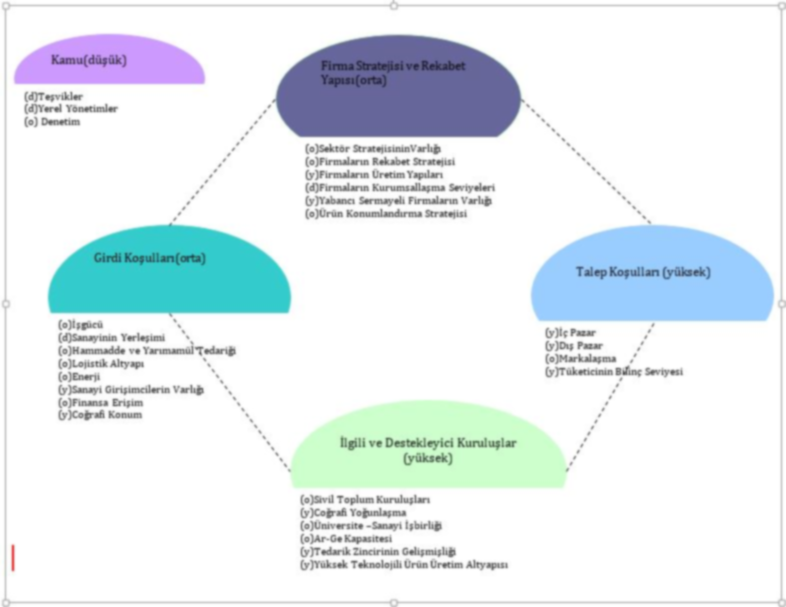 Kamu(düşük)
(d)Teşvikler
(d)Yerel Yönetimler
(o) Denetim
Firma Stratejisi ve Rekabet
Yapısı(orta)
(o)Sektör StratejisininVarlığı
(o)Firmaların Rekabet Stratejisi
(y)Firmaların Üretim Yapıları
(d)Firmaların Kurumsallaşma Seviyeleri
(y)Yabancı Sermayeli Firmaların Varlığı
(o)Ürün Konumlandırma Stratejisi
Girdi Koşulları(orta)
(o)İşgücü
(d)Sanayinin Yerleşimi
(o)Hammadde ve Yarımamül Tedariği
(o)Lojistik Altyapı
(o)Enerji
(y)Sanayi Girişimcilerin Varlığı
(o)Finansa Erişim
(y)Coğrafi Konum
Talep Koşulları (yüksek)
(y)İç Pazar
(y)Dış Pazar
(o)Markalaşma
(y)Tüketicinin Bilinç Seviyesi
İlgili ve Destekleyici Kuruluşlar
(yüksek)
(o)Sivil Toplum Kuruluşları
(y)Coğrafi Yoğunlaşma
(o)Üniversite –Sanayi İşbirliği
(o)Ar-Ge Kapasitesi
(y)Tedarik Zincirinin Gelişmişliği
(y)Yüksek Teknolojili Ürün Üretim Altyapısı